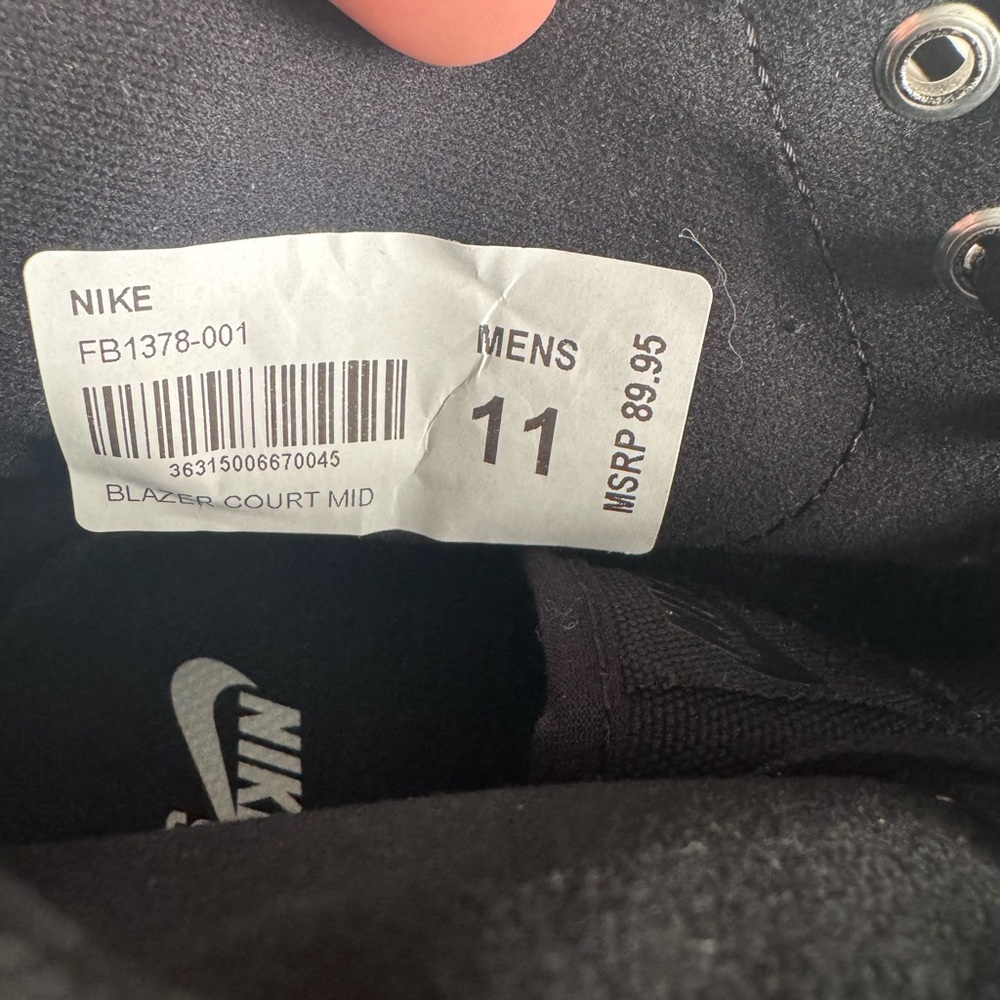 NIKE
FB1378-001
36315006670045
BLAZER COURT MID
MENS
11
MSRP 89.95
NIKE